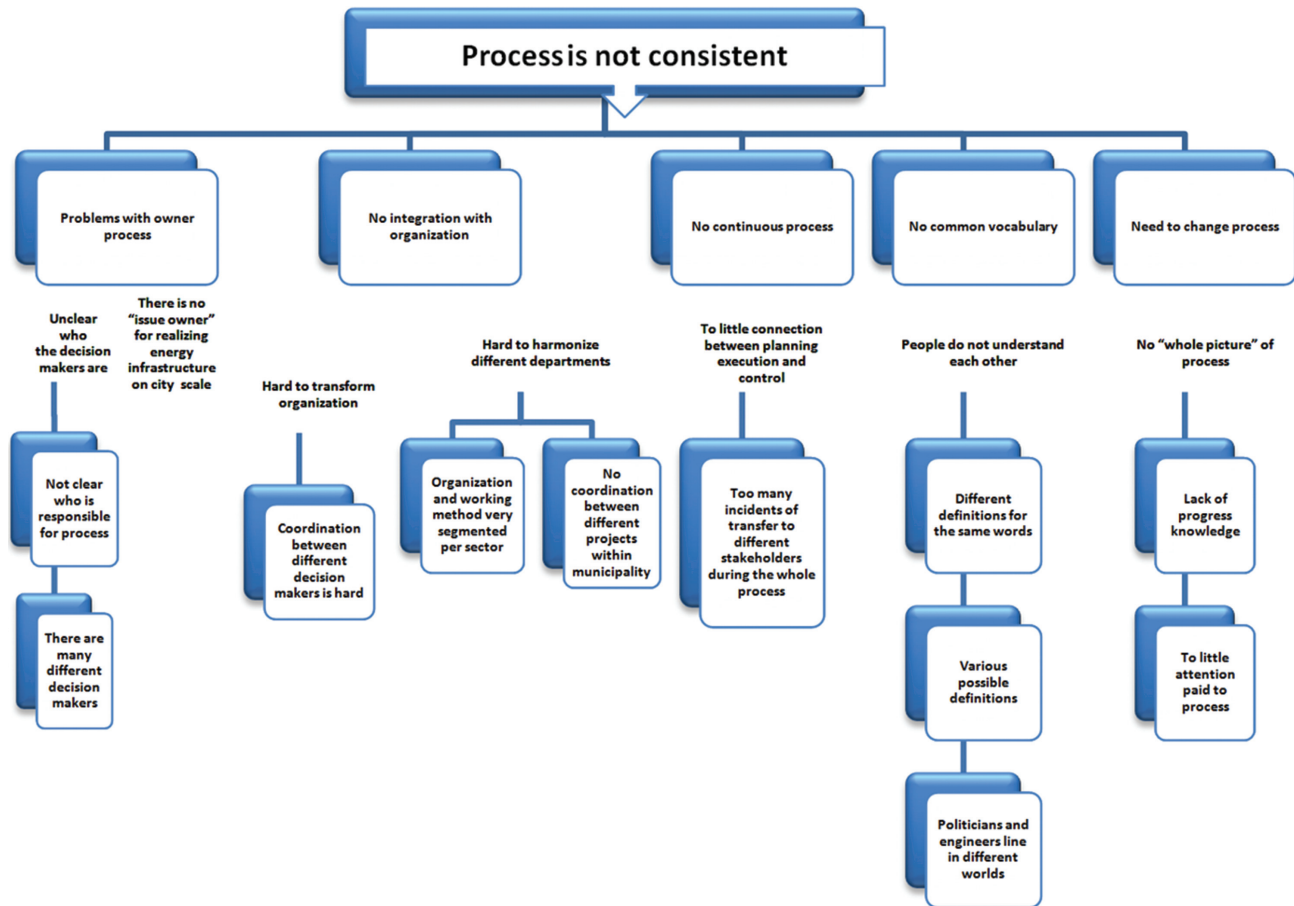 Process is not consistent
Problems with owner
process
No integration with
organization
No continuous process
No common vocabulary
Need to change process
Unclear
who
the decision
makers are
There is no
“issue owner”
for realizing
energy
infrastructure
on city scale
Hard to transform
organization
Hard to harmonize
different departments
To little connection
between planning
execution and
control
People do not understand
each other
No “whole picture” of
process
Not clear
who is
responsible
for process
Coordination
between
different
decision
makers is hard
Organization
and working
method very
segmented
per sector
No
coordination
between
different
projects
within
municipality
Too many
incidents of
transfer to
different
stakeholders
during the whole
process
Different
definitions for
the same words
Lack of
progress
knowledge
There are
many
different
decision
makers
Various
possible
definitions
To little
attention
paid to
process
Politicians and
engineers line
in different
worlds